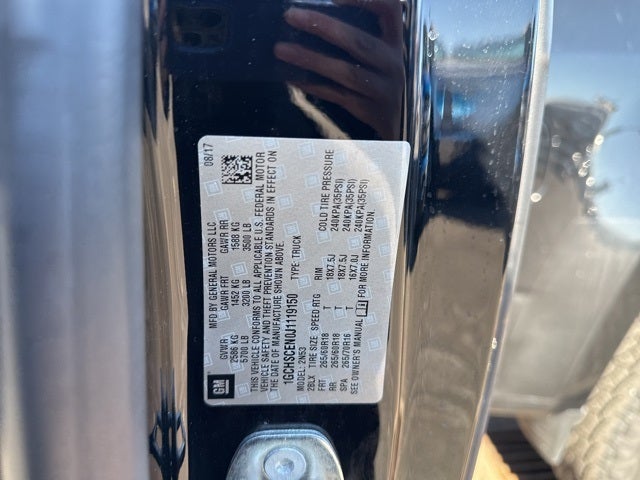 MFD BY GENERAL MOTORS LLC 08/17
GVWR GAWR FRT GAWR RR
2586 KG 1452 KG 1588 KG
5700 LB 3200 LB 3500 LB
THIS VEHICLE CONFORMS TO ALL APPLICABLE U.S. FEDERAL MOTOR
VEHICLE SAFETY AND THEFT PREVENTION STANDARDS IN EFFECT ON
THE DATE OF MANUFACTURE SHOWN ABOVE.
1GCHSCEN0J1119150 TYPE: TRUCK
MODEL: 2N53
2BLX TIRE SIZE SPEED RTG RIM COLD TIRE PRESSURE
FRT 265/60R18 T 18X7.5J 240KPA(35PSI)
RR 265/60R18 T 18X7.5J 240KPA(35PSI)
SPA 265/70R16 T 16X7.0J 240KPA(35PSI)
SEE OWNER'S MANUAL FOR MORE INFORMATION.
GM